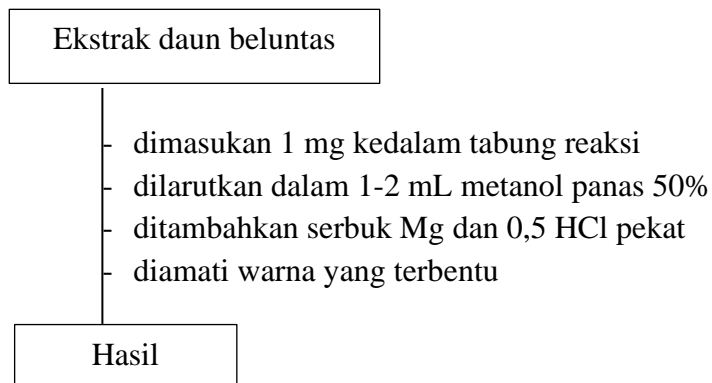 Ekstrak daun beluntas
- dimasukan 1 mg kedalam tabung reaksi
- dilarutkan dalam 1-2 mL metanol panas 50%
- ditambahkan serbuk Mg dan 0,5 HCl pekat
- diamati warna yang terbentu
Hasil